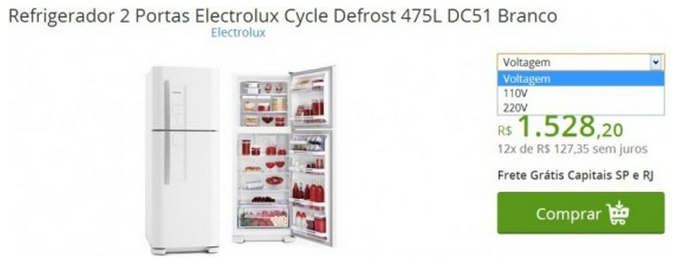 Refrigerador 2 Portas Electrolux Cycle Defrost 475L DC51 Branco
Electrolux
Voltagem
Voltagem
110V
220V
R$ 1.528,20
12x de R$ 127,35 sem juros
Frete Grátis Capitais SP e RJ
Comprar